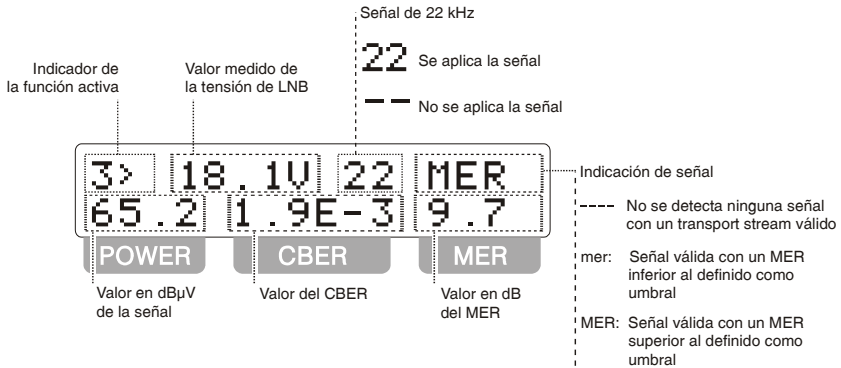 Señal de 22 kHz
22 Se aplica la señal
-- No se aplica la señal
Indicador de
la función activa
Valor medido de
la tensión de LNB
3> 18.1V 22 MER
65.2 1.9E-3 9.7
POWER CBER MER
Valor en dBµV
de la señal
Valor del CBER
Valor en dB
del MER
Indicación de señal
---- No se detecta ninguna señal
con un transport stream válido
mer: Señal válida con un MER
inferior al definido como
umbral
MER: Señal válida con un MER
superior al definido como
umbral